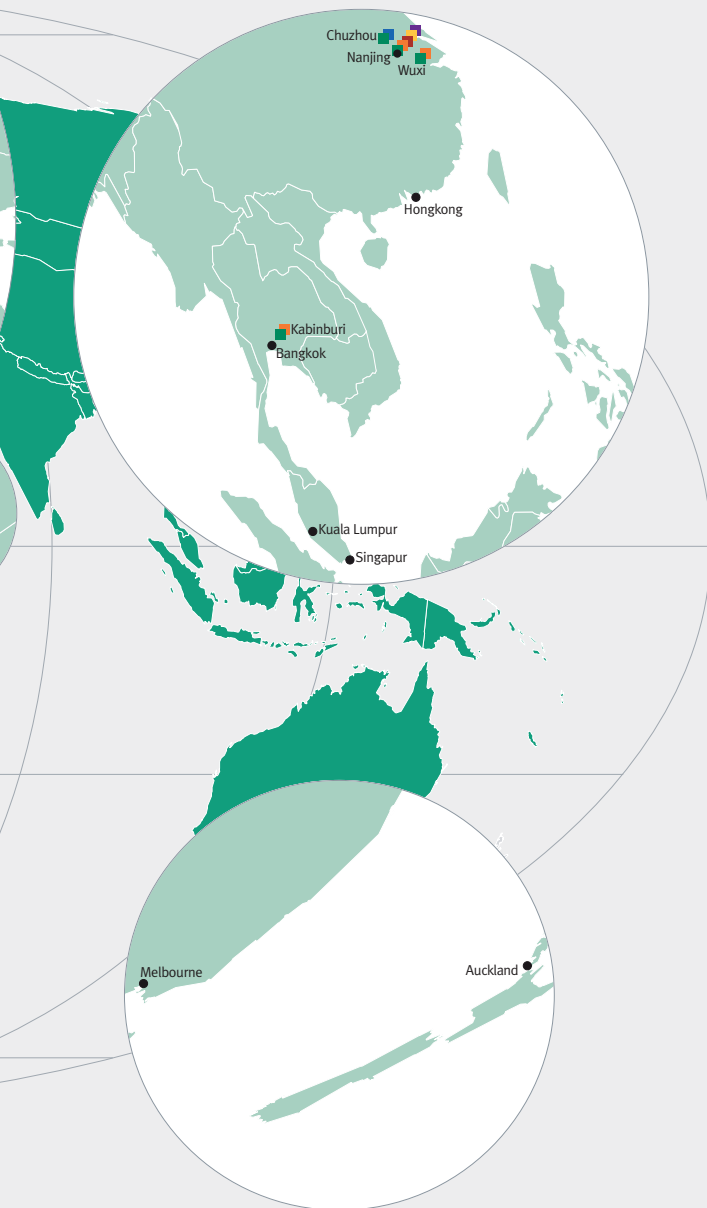 Chuzhou
Nanjing
Wuxi
Hongkong
Kabinburi
Bangkok
Kuala Lumpur
Singapur
Melbourne
Auckland